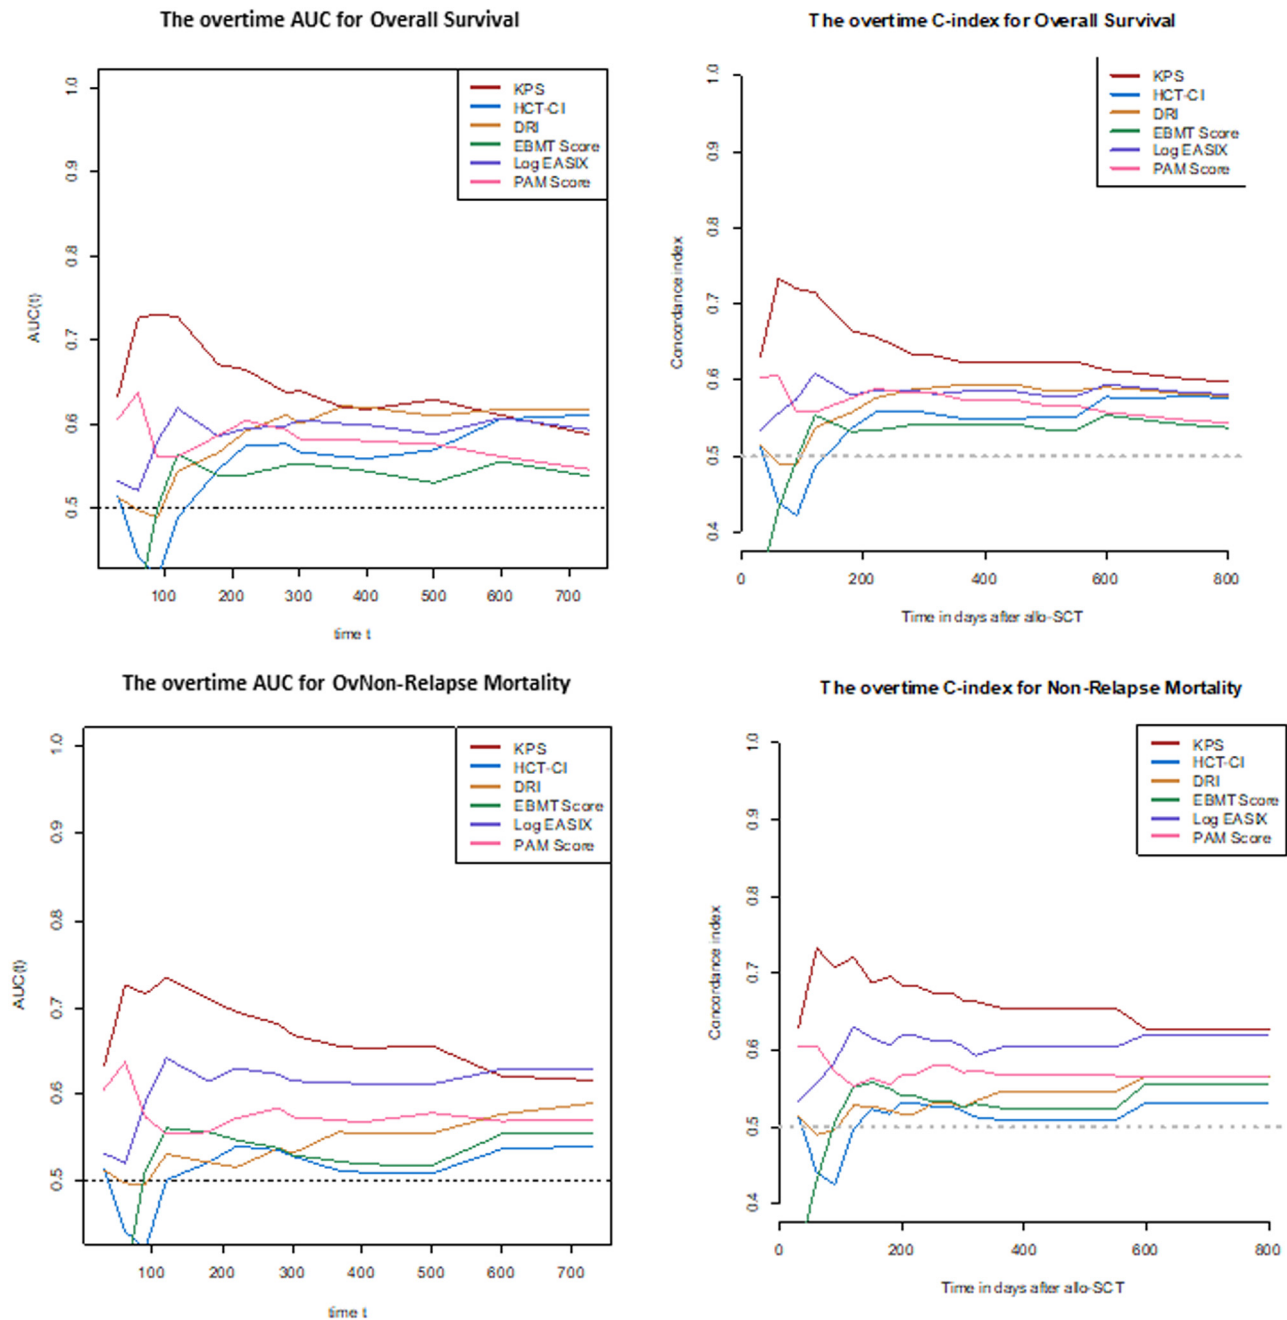 The overtime AUC for Overall Survival
AUC(t)
1.0
0.9
0.8
0.7
0.6
0.5
KPS
HCT-CI
DRI
EBMT Score
Log EASIX
PAM Score
100 200 300 400 500 600 700
time t
The overtime C-index for Overall Survival
Concordance index
1.0
0.9
0.8
0.7
0.6
0.5
0.4
KPS
HCT-CI
DRI
EBMT Score
Log EASIX
PAM Score
0 200 400 600 800
Time in days after allo-SCT
The overtime AUC for OvNon-Relapse Mortality
AUC(t)
1.0
0.9
0.8
0.7
0.6
0.5
KPS
HCT-CI
DRI
EBMT Score
Log EASIX
PAM Score
100 200 300 400 500 600 700
time t
The overtime C-index for Non-Relapse Mortality
Concordance index
1.0
0.9
0.8
0.7
0.6
0.5
0.4
KPS
HCT-CI
DRI
EBMT Score
Log EASIX
PAM Score
0 200 400 600 800
Time in days after allo-SCT